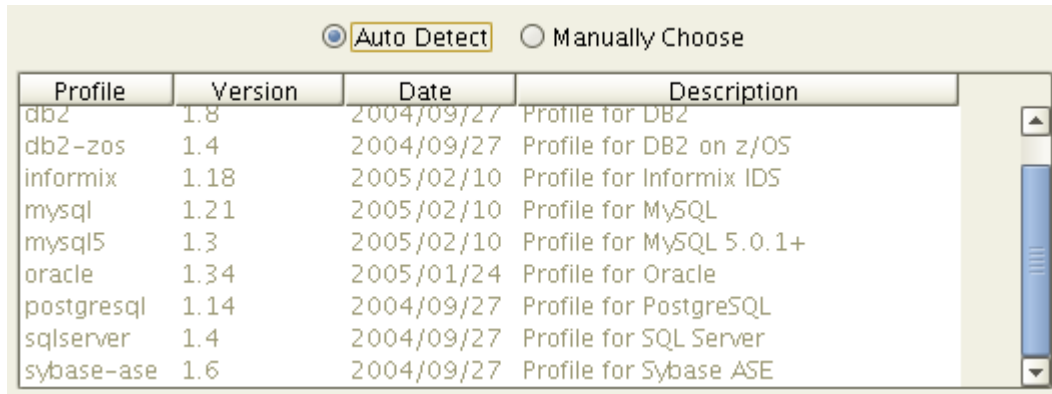 Auto Detect Manually Choose
Profile Version Date Description
db2 1.8 2004/09/27 Profile for DB2
db2-zos 1.4 2004/09/27 Profile for DB2 on z/OS
informix 1.18 2005/02/10 Profile for Informix IDS
mysql 1.21 2005/02/10 Profile for MySQL
mysql5 1.3 2005/02/10 Profile for MySQL 5.0.1+
oracle 1.34 2005/01/24 Profile for Oracle
postgresql 1.14 2004/09/27 Profile for PostgreSQL
sqlserver 1.4 2004/09/27 Profile for SQL Server
sybase-ase 1.6 2004/09/27 Profile for Sybase ASE